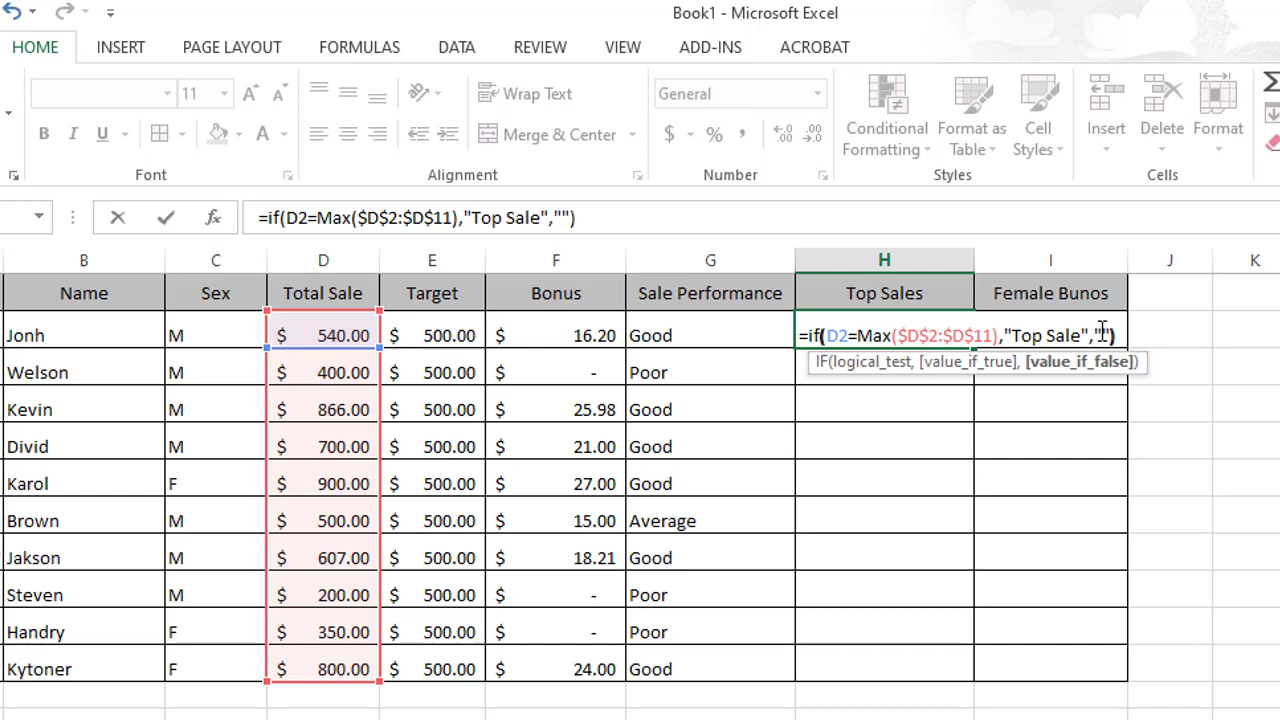 Book1 - Microsoft Excel
HOME INSERT PAGE LAYOUT FORMULAS DATA REVIEW VIEW ADD-INS ACROBAT
11 A A Wrap Text General Conditional Formatting Format as Table Cell Styles Insert Delete Format
B I U A Merge & Center $ % , .00 .0
Font Alignment Number Styles Cells
fx =if(D2=Max($D$2:$D$11),"Top Sale","")
B C D E F G H I J K
Name Sex Total Sale Target Bonus Sale Performance Top Sales Female Bunos
Jonh M $ 540.00 $ 500.00 $ 16.20 Good =if(D2=Max($D$2:$D$11),"Top Sale","")
IF(logical_test, [value_if_true], [value_if_false])
Welson M $ 400.00 $ 500.00 $ - Poor
Kevin M $ 866.00 $ 500.00 $ 25.98 Good
Divid M $ 700.00 $ 500.00 $ 21.00 Good
Karol F $ 900.00 $ 500.00 $ 27.00 Good
Brown M $ 500.00 $ 500.00 $ 15.00 Average
Jakson M $ 607.00 $ 500.00 $ 18.21 Good
Steven M $ 200.00 $ 500.00 $ - Poor
Handry F $ 350.00 $ 500.00 $ - Poor
Kytoner F $ 800.00 $ 500.00 $ 24.00 Good